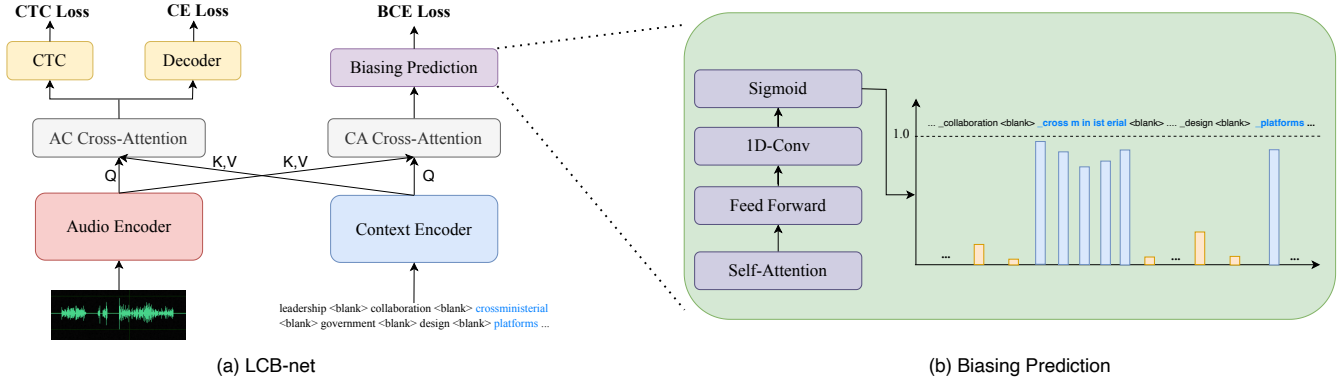 CTC Loss
CE Loss
BCE Loss
CTC
Decoder
Biasing Prediction
AC Cross-Attention
CA Cross-Attention
K,V
K,V
Q
Q
Audio Encoder
Context Encoder
leadership <blank> collaboration <blank> crossministerial
<blank> government <blank> design <blank> platforms ...
(a) LCB-net
Sigmoid
1D-Conv
Feed Forward
Self-Attention
... _collaboration <blank> _cross m in ist erial <blank> .... _design <blank> _platforms ...
1.0
...
...
...
(b) Biasing Prediction